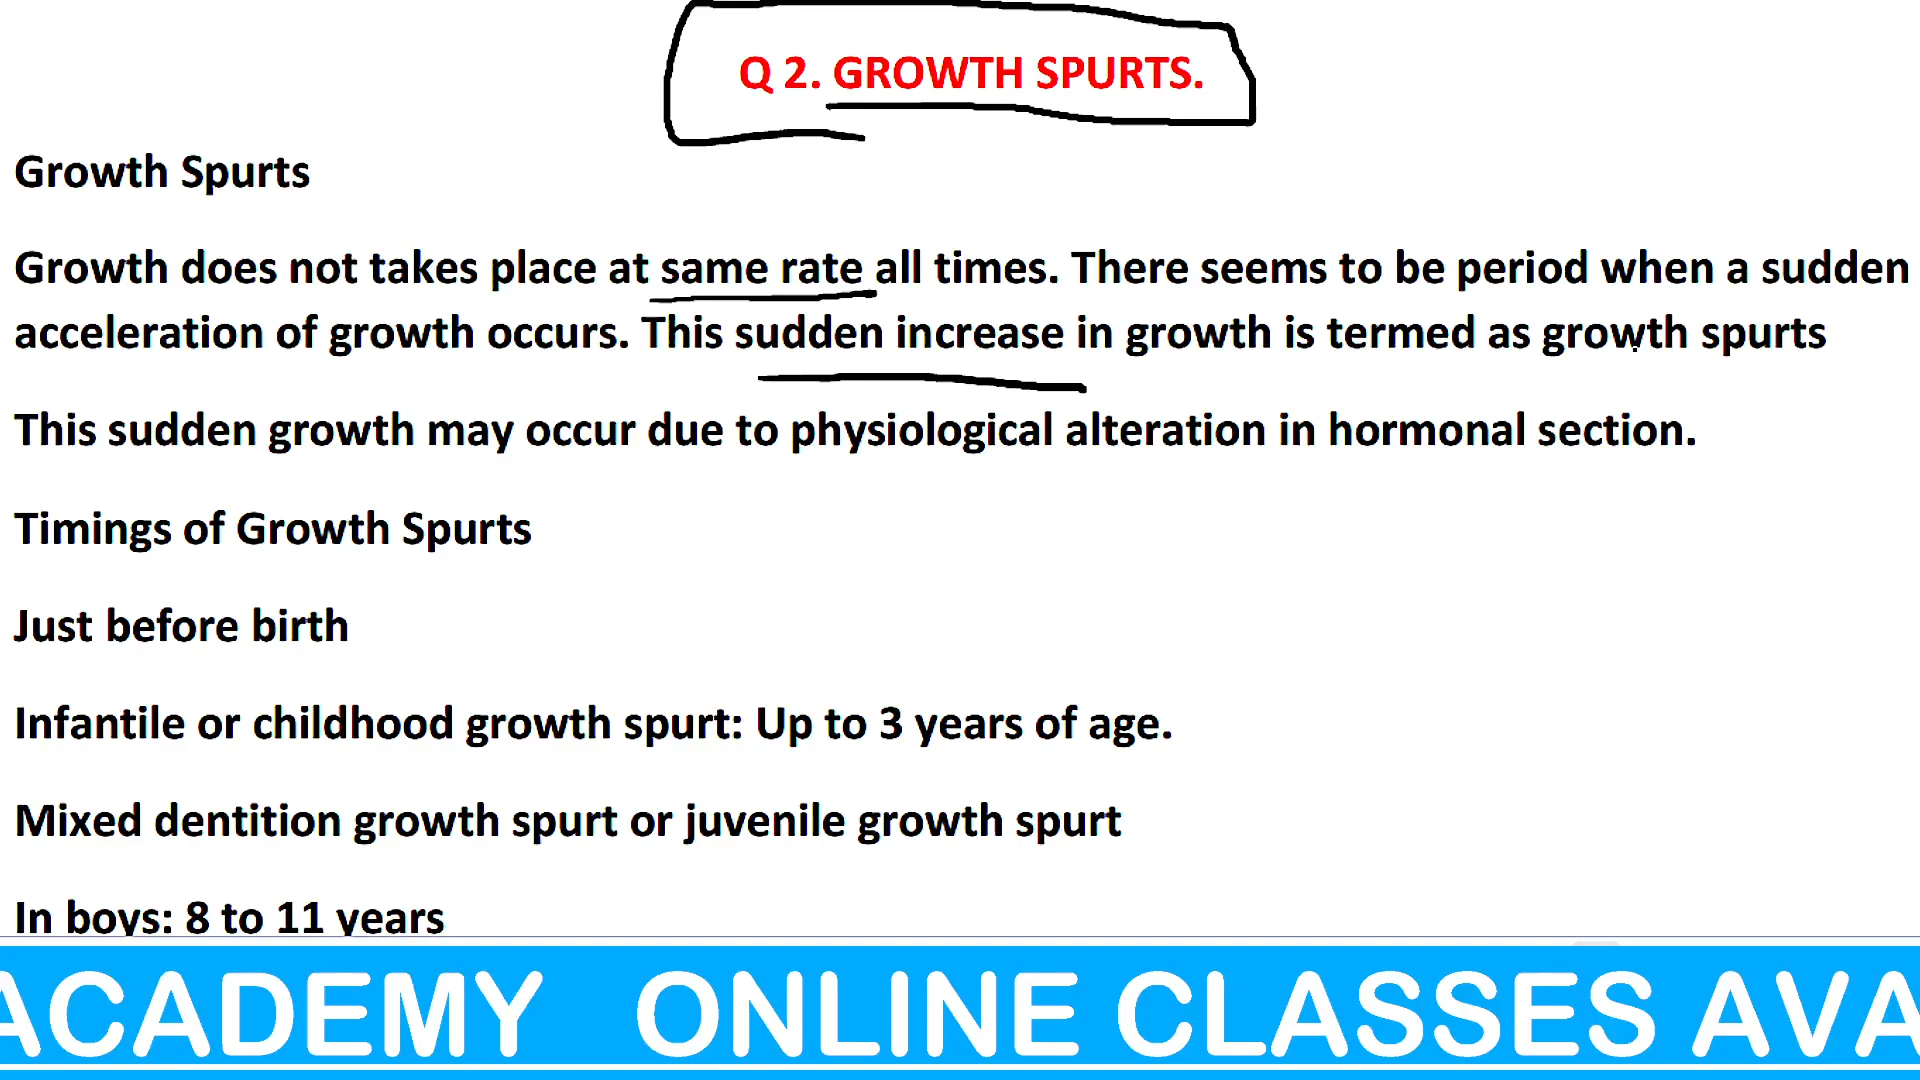 Q 2. GROWTH SPURTS.
Growth Spurts
Growth does not takes place at same rate all times. There seems to be period when a sudden
acceleration of growth occurs. This sudden increase in growth is termed as growth spurts
This sudden growth may occur due to physiological alteration in hormonal section.
Timings of Growth Spurts
Just before birth
Infantile or childhood growth spurt: Up to 3 years of age.
Mixed dentition growth spurt or juvenile growth spurt
In boys: 8 to 11 years
ACADEMY ONLINE CLASSES AVA